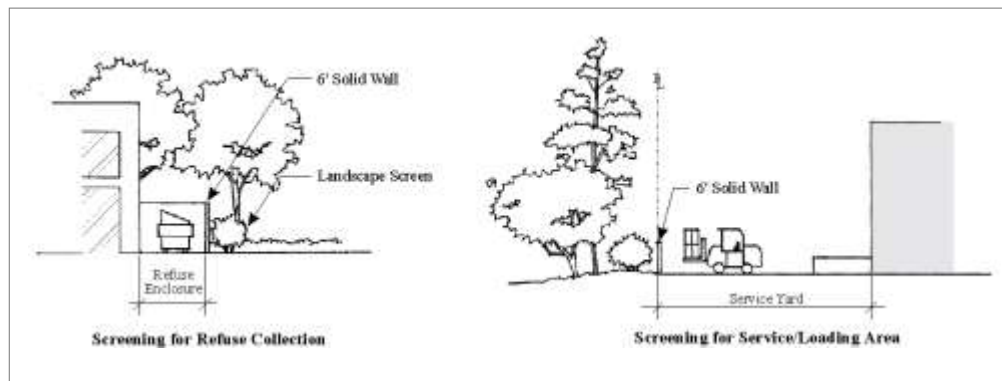 6' Solid Wall
Landscape Screen
Refuse
Enclosure
Screening for Refuse Collection
6' Solid Wall
Service Yard
Screening for Service/Loading Area